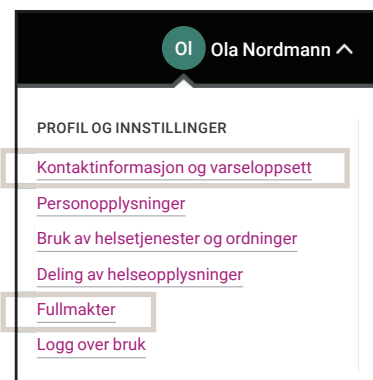 Ol Ola Nordmann
PROFIL OG INNSTILLINGER
Kontaktinformasjon og varseloppsett
Personopplysninger
Bruk av helsetjenester og ordninger
Deling av helseopplysninger
Fullmakter
Logg over bruk